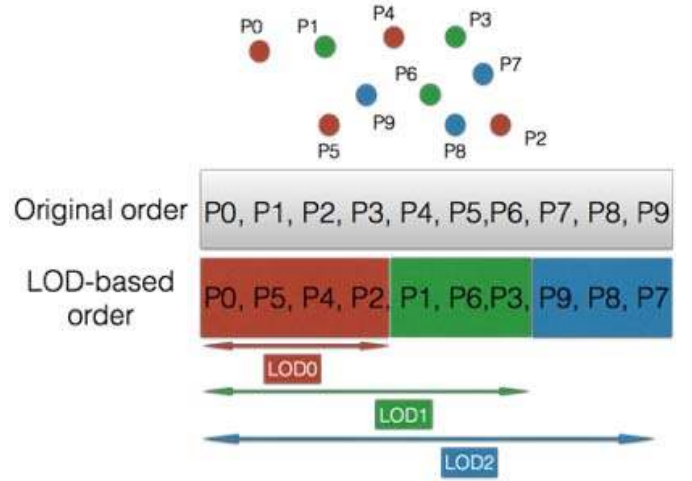 P4
P0
P1
P3
P7
P6
P9
P5
P8
P2
Original order
P0, P1, P2, P3, P4, P5,P6, P7, P8, P9
LOD-based
order
P0, P5, P4, P2, P1, P6,P3, P9, P8, P7
LOD0
LOD1
LOD2